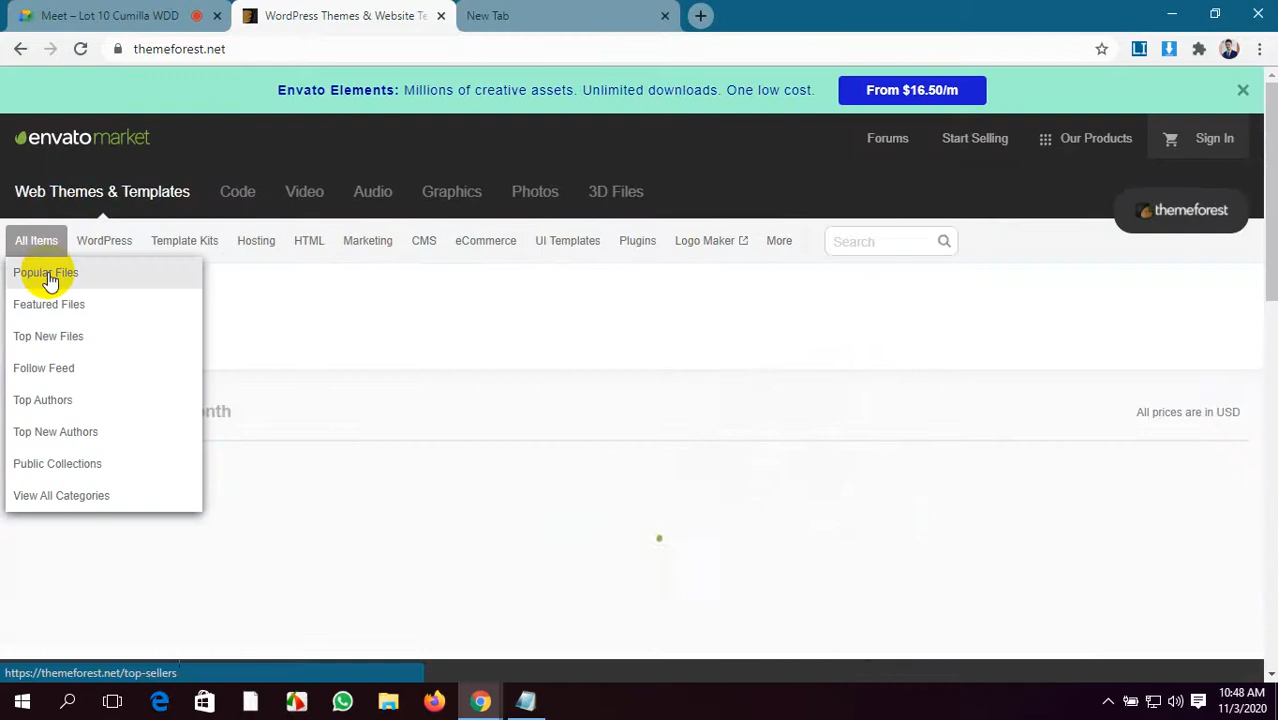 Meet – Lot 10 Cumilla WDD
WordPress Themes & Website Te
New Tab
themeforest.net
Envato Elements: Millions of creative assets. Unlimited downloads. One low cost.
From $16.50/m
envatomarket
Forums
Start Selling
Our Products
Sign In
Web Themes & Templates
Code
Video
Audio
Graphics
Photos
3D Files
themeforest
All Items
WordPress
Template Kits
Hosting
HTML
Marketing
CMS
eCommerce
UI Templates
Plugins
Logo Maker
More
Search
Popular Files
Featured Files
Top New Files
Follow Feed
Top Authors
onth
All prices are in USD
Top New Authors
Public Collections
View All Categories
https://themeforest.net/top-sellers
10:48 AM
11/3/2020